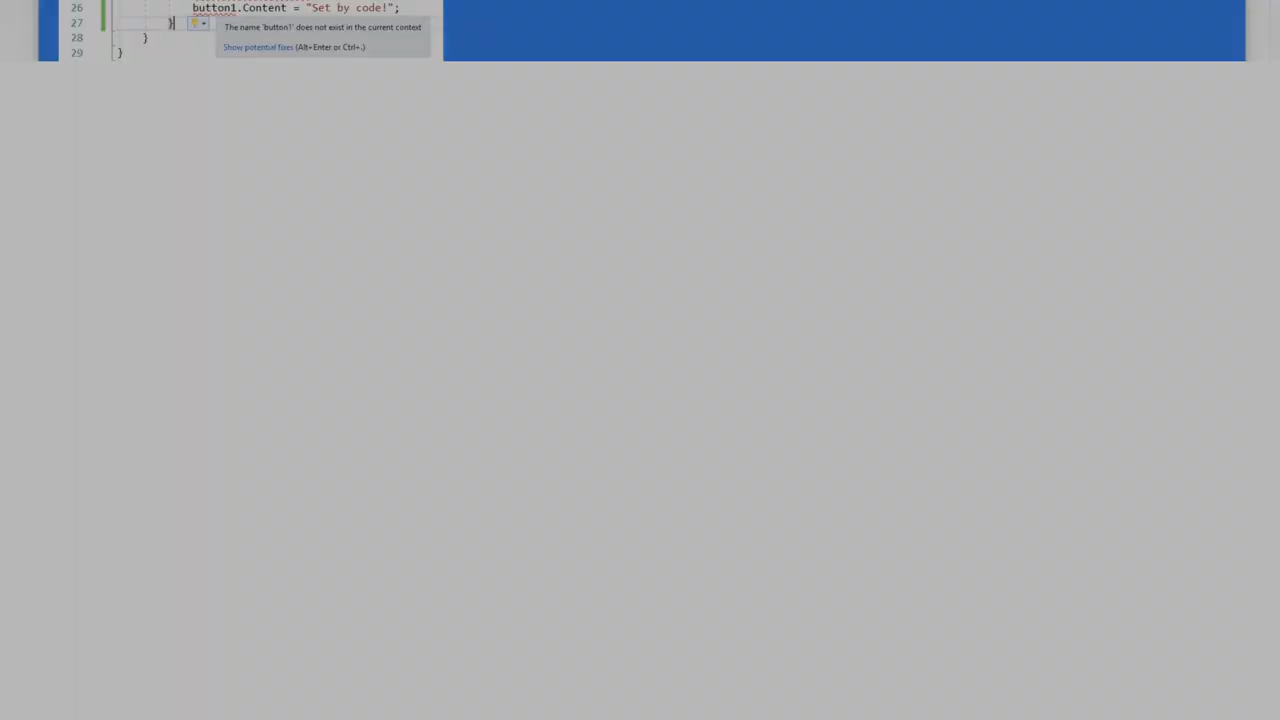 26 button1.Content = "Set by code!";
27 }
The name 'button1' does not exist in the current context
28 }
Show potential fixes (Alt+Enter or Ctrl+.)
29 }